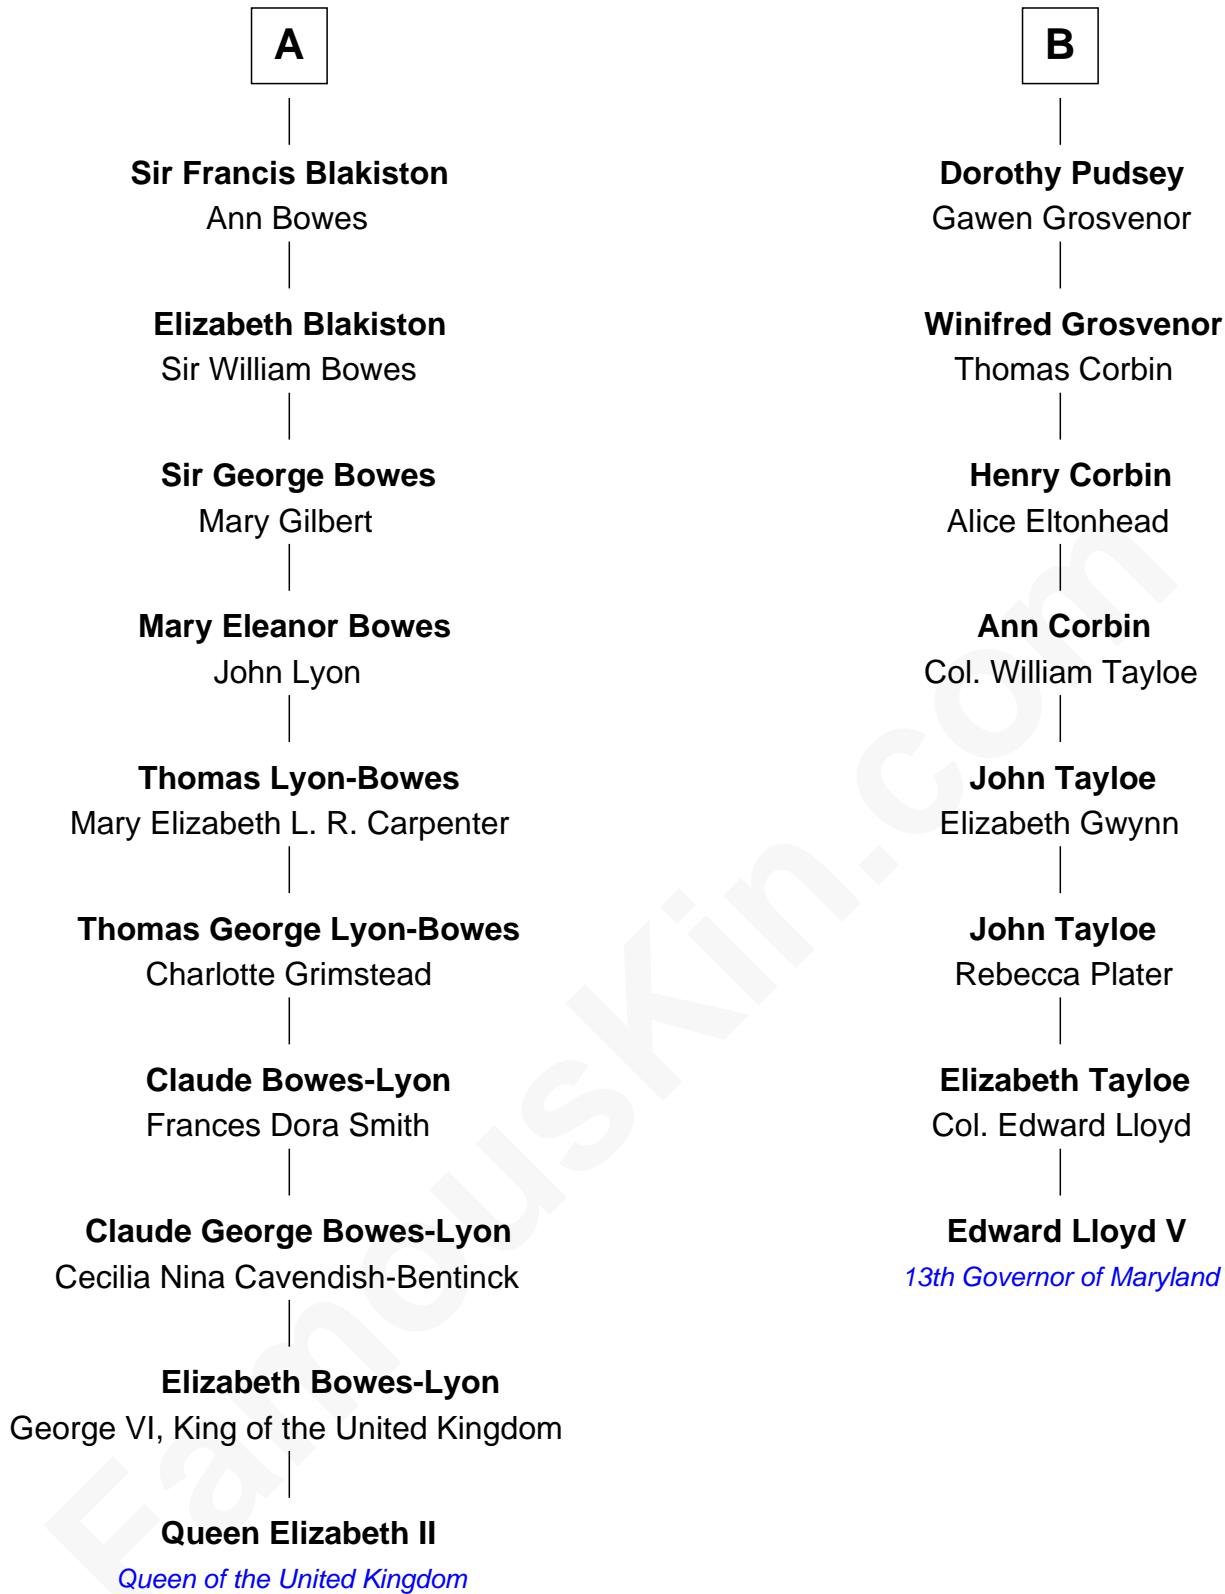 A
Sir Francis Blakiston
Ann Bowes
Elizabeth Blakiston
Sir William Bowes
Sir George Bowes
Mary Gilbert
Mary Eleanor Bowes
John Lyon
Thomas Lyon-Bowes
Mary Elizabeth L. R. Carpenter
Thomas George Lyon-Bowes
Charlotte Grimstead
Claude Bowes-Lyon
Frances Dora Smith
Claude George Bowes-Lyon
Cecilia Nina Cavendish-Bentinck
Elizabeth Bowes-Lyon
George VI, King of the United Kingdom
Queen Elizabeth II
Queen of the United Kingdom
B
Dorothy Pudsey
Gawen Grosvenor
Winifred Grosvenor
Thomas Corbin
Henry Corbin
Alice Eltonhead
Ann Corbin
Col. William Tayloe
John Tayloe
Elizabeth Gwynn
John Tayloe
Rebecca Plater
Elizabeth Tayloe
Col. Edward Lloyd
Edward Lloyd V
13th Governor of Maryland
FamousKin.com